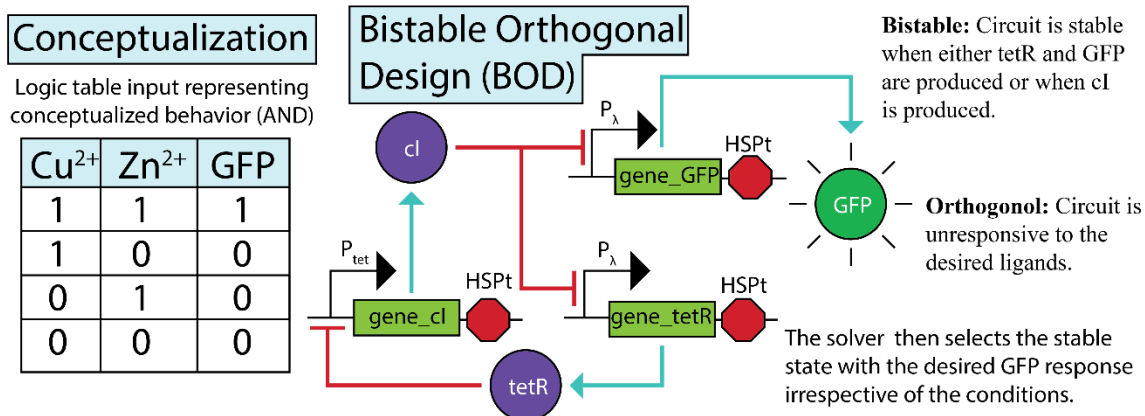 Conceptualization
Logic table input representing
conceptualized behavior (AND)
Cu²⁺ Zn²⁺ GFP
1 1 1
1 0 0
0 1 0
0 0 0
Bistable Orthogonal
Design (BOD)
cI
P_λ
gene_GFP
HSPt
GFP
P_tet
gene_cI
HSPt
P_λ
gene_tetR
HSPt
tetR
Bistable: Circuit is stable
when either tetR and GFP
are produced or when cI
is produced.
Orthogonol: Circuit is
unresponsive to the
desired ligands.
The solver then selects the stable
state with the desired GFP response
irrespective of the conditions.